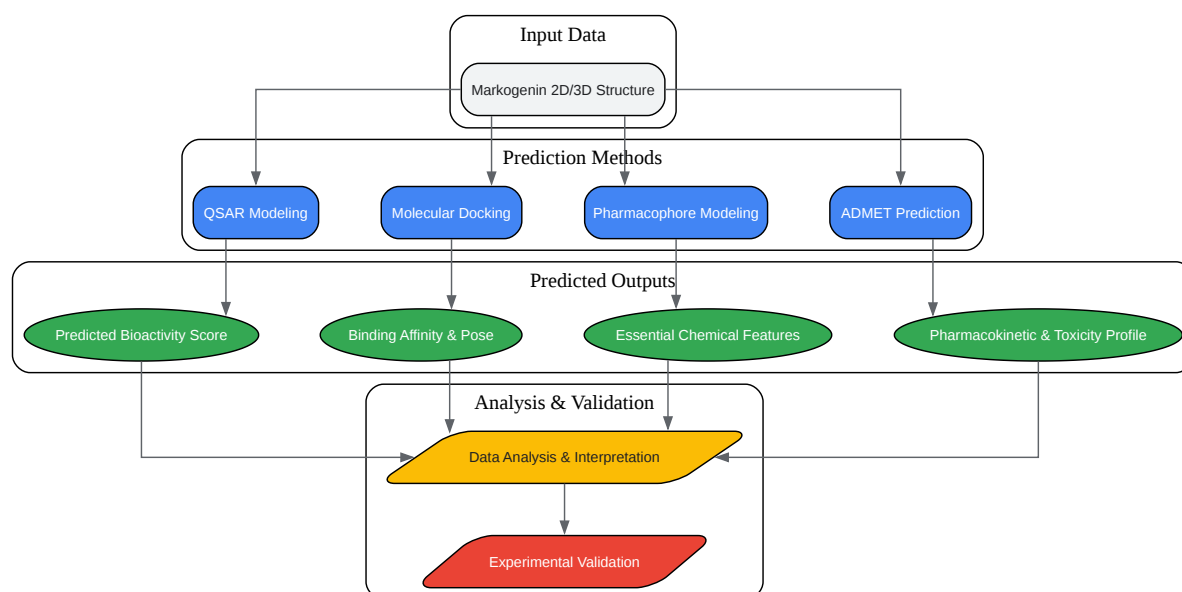 Input Data
Markogenin 2D/3D Structure
Prediction Methods
QSAR Modeling
Molecular Docking
Pharmacophore Modeling
ADMET Prediction
Predicted Outputs
Predicted Bioactivity Score
Binding Affinity & Pose
Essential Chemical Features
Pharmacokinetic & Toxicity Profile
Analysis & Validation
Data Analysis & Interpretation
Experimental Validation